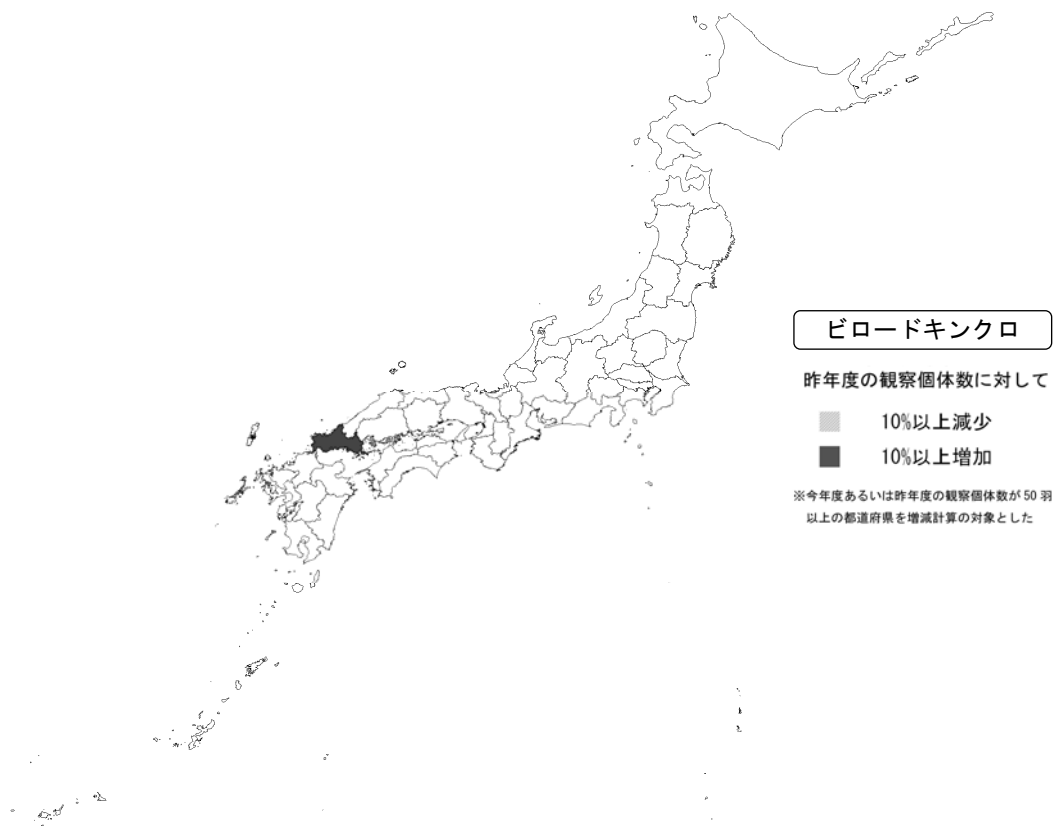 ビロードキンクロ
昨年度の観察個体数に対して
10%以上減少
10%以上増加
※今年度あるいは昨年度の観察個体数が50羽
以上の都道府県を増減計算の対象とした